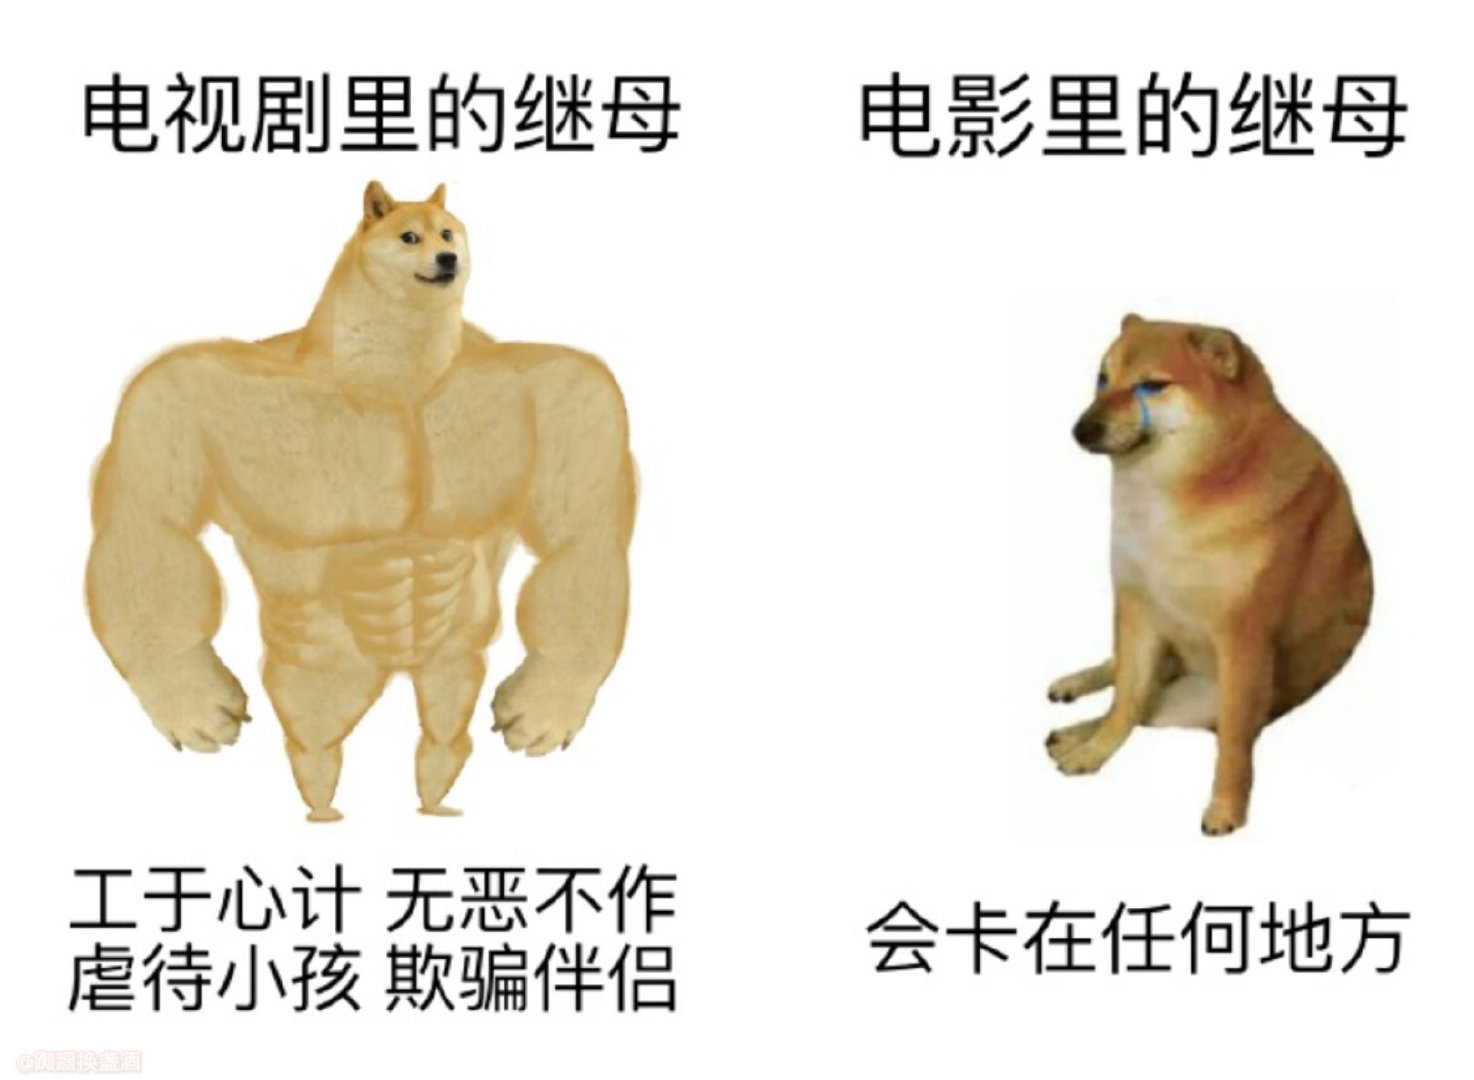 电视剧里的继母
电影里的继母
工于心计 无恶不作
虐待小孩 欺骗伴侣
会卡在任何地方